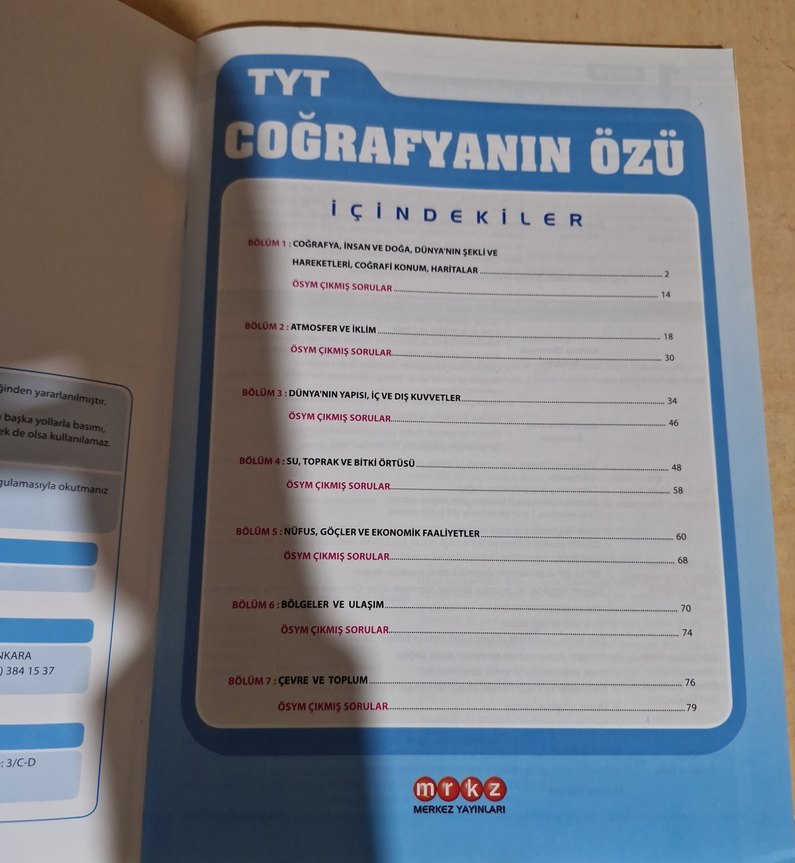 ğinden yararlanılmıştır.
başka yollarla basımı,
ek de olsa kullanılamaz.
gulamasıyla okutmanız
NKARA
) 384 15 37
: 3/C-D
TYT
COĞRAFYANIN ÖZÜ
İÇİNDEKİLER
BÖLÜM 1 : COĞRAFYA, İNSAN VE DOĞA, DÜNYA'NIN ŞEKLİ VE
HAREKETLERİ, COĞRAFİ KONUM, HARİTALAR 2
ÖSYM ÇIKMIŞ SORULAR 14
BÖLÜM 2 : ATMOSFER VE İKLİM 18
ÖSYM ÇIKMIŞ SORULAR 30
BÖLÜM 3 : DÜNYA'NIN YAPISI, İÇ VE DIŞ KUVVETLER 34
ÖSYM ÇIKMIŞ SORULAR 46
BÖLÜM 4 : SU, TOPRAK VE BİTKİ ÖRTÜSÜ 48
ÖSYM ÇIKMIŞ SORULAR 58
BÖLÜM 5 : NÜFUS, GÖÇLER VE EKONOMİK FAALİYETLER 60
ÖSYM ÇIKMIŞ SORULAR 68
BÖLÜM 6 : BÖLGELER VE ULAŞIM 70
ÖSYM ÇIKMIŞ SORULAR 74
BÖLÜM 7 : ÇEVRE VE TOPLUM 76
ÖSYM ÇIKMIŞ SORULAR 79
mrkz
MERKEZ YAYINLARI